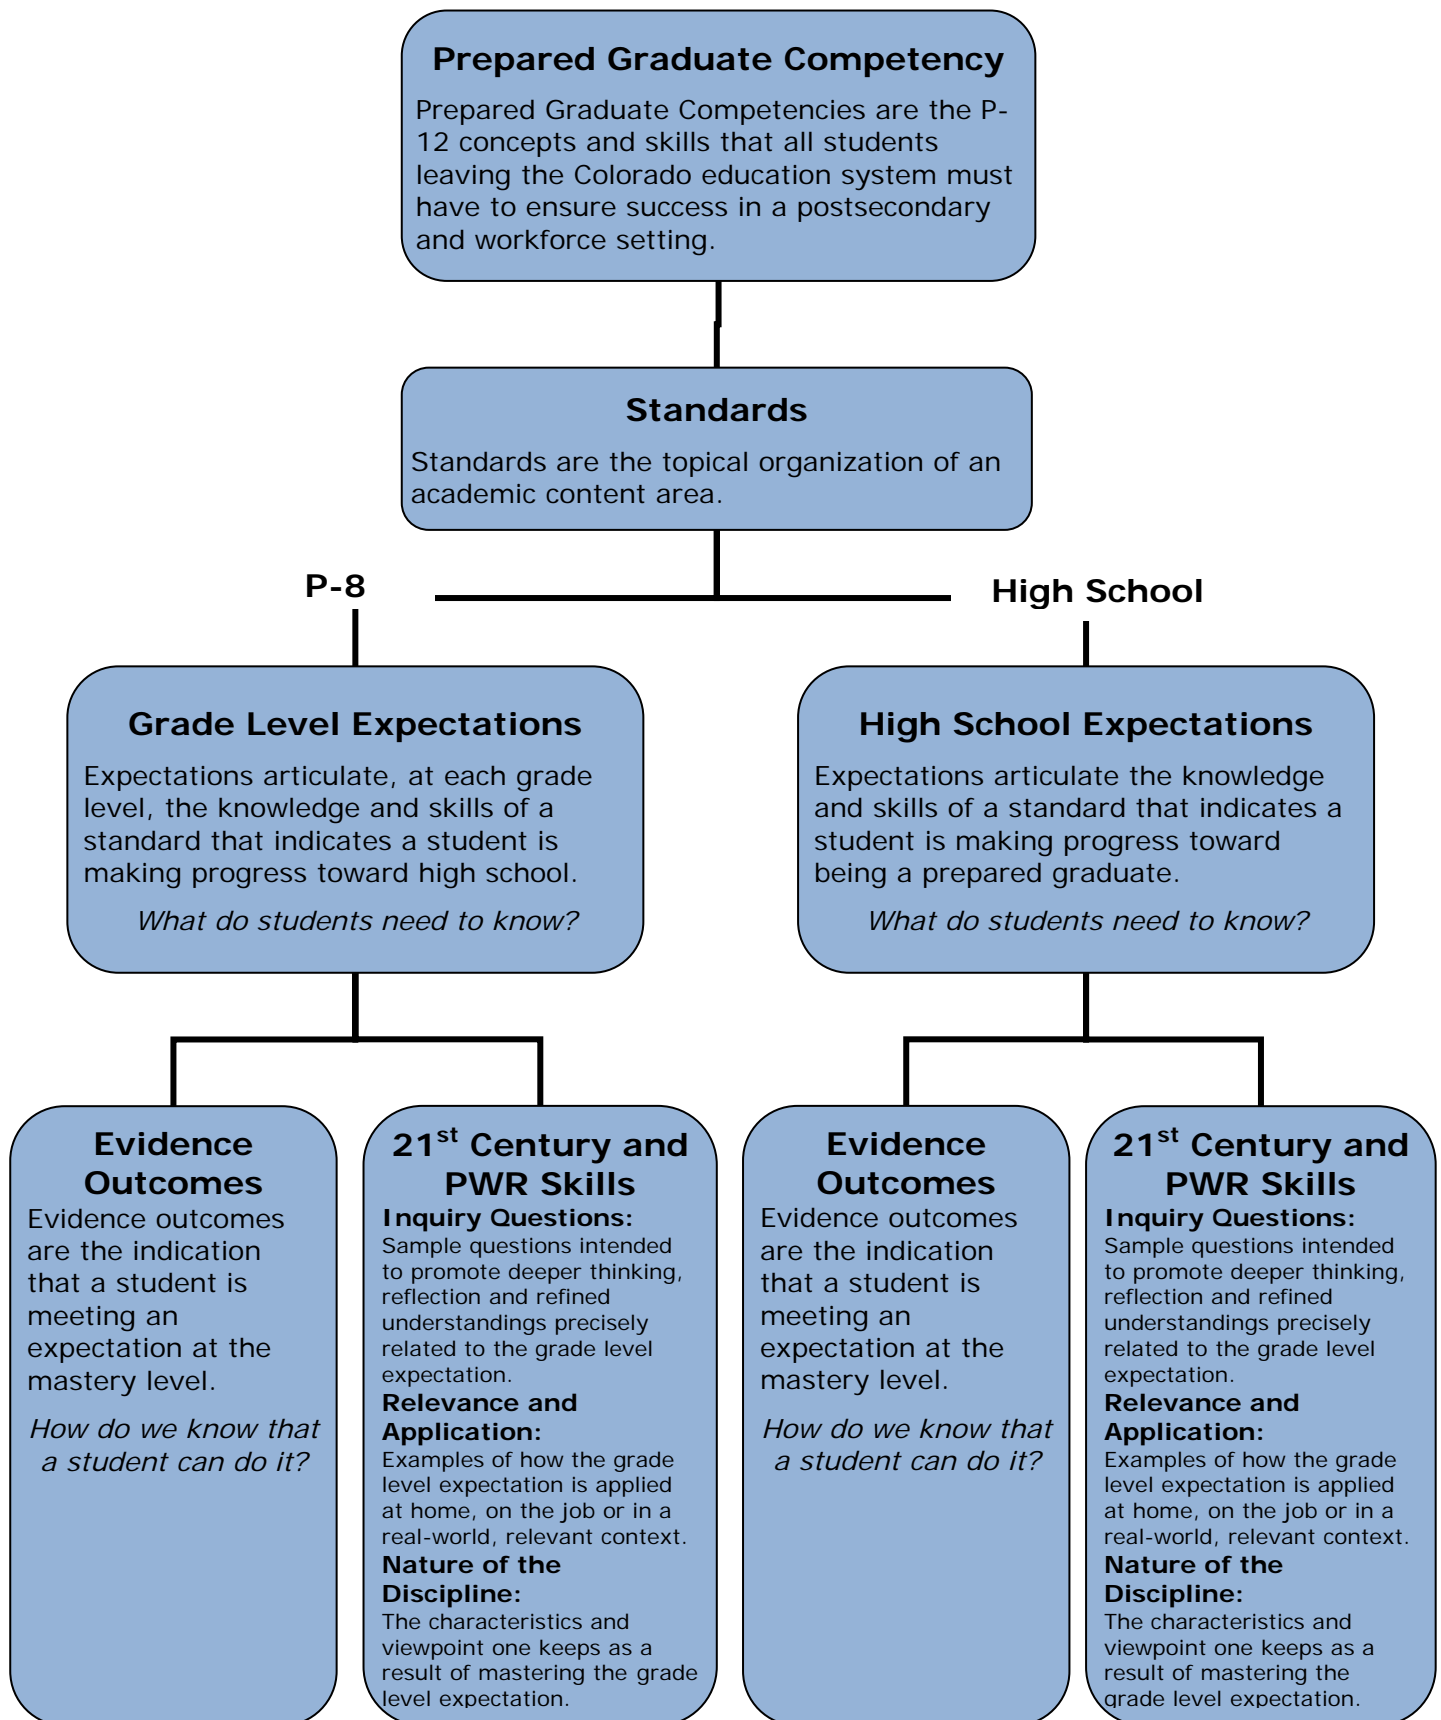 Prepared Graduate Competency
Prepared Graduate Competencies are the P-
12 concepts and skills that all students
leaving the Colorado education system must
have to ensure success in a postsecondary
and workforce setting.
Standards
Standards are the topical organization of an
academic content area.
P-8
High School
Grade Level Expectations
Expectations articulate, at each grade
level, the knowledge and skills of a
standard that indicates a student is
making progress toward high school.
What do students need to know?
High School Expectations
Expectations articulate the knowledge
and skills of a standard that indicates a
student is making progress toward
being a prepared graduate.
What do students need to know?
Evidence
Outcomes
Evidence outcomes
are the indication
that a student is
meeting an
expectation at the
mastery level.
How do we know that
a student can do it?
21st Century and
PWR Skills
Inquiry Questions:
Sample questions intended
to promote deeper thinking,
reflection and refined
understandings precisely
related to the grade level
expectation.
Relevance and
Application:
Examples of how the grade
level expectation is applied
at home, on the job or in a
real-world, relevant context.
Nature of the
Discipline:
The characteristics and
viewpoint one keeps as a
result of mastering the grade
level expectation.
Evidence
Outcomes
Evidence outcomes
are the indication
that a student is
meeting an
expectation at the
mastery level.
How do we know that
a student can do it?
21st Century and
PWR Skills
Inquiry Questions:
Sample questions intended
to promote deeper thinking,
reflection and refined
understandings precisely
related to the grade level
expectation.
Relevance and
Application:
Examples of how the grade
level expectation is applied
at home, on the job or in a
real-world, relevant context.
Nature of the
Discipline:
The characteristics and
viewpoint one keeps as a
result of mastering the
grade level expectation.